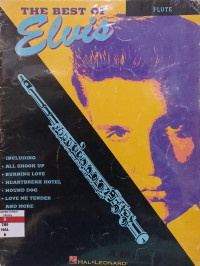 THE BEST OF
FLUTE
Elvis
• INCLUDING
• ALL SHOOK UP
• BURNING LOVE
• HEARTBREAK HOTEL
• HOUND DOG
• LOVE ME TENDER
AND MORE
HAL
HAL•LEONARD